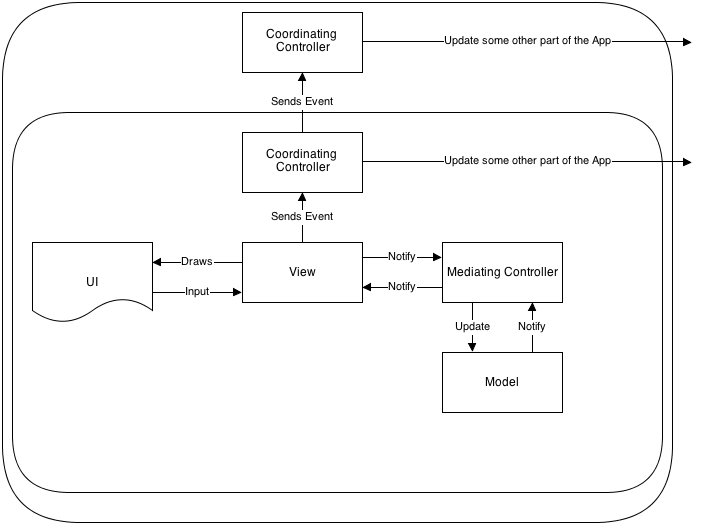 Coordinating
Controller
Update some other part of the App
Sends Event
Coordinating
Controller
Update some other part of the App
Sends Event
UI
Draws
Input
View
Notify
Notify
Mediating Controller
Update
Notify
Model